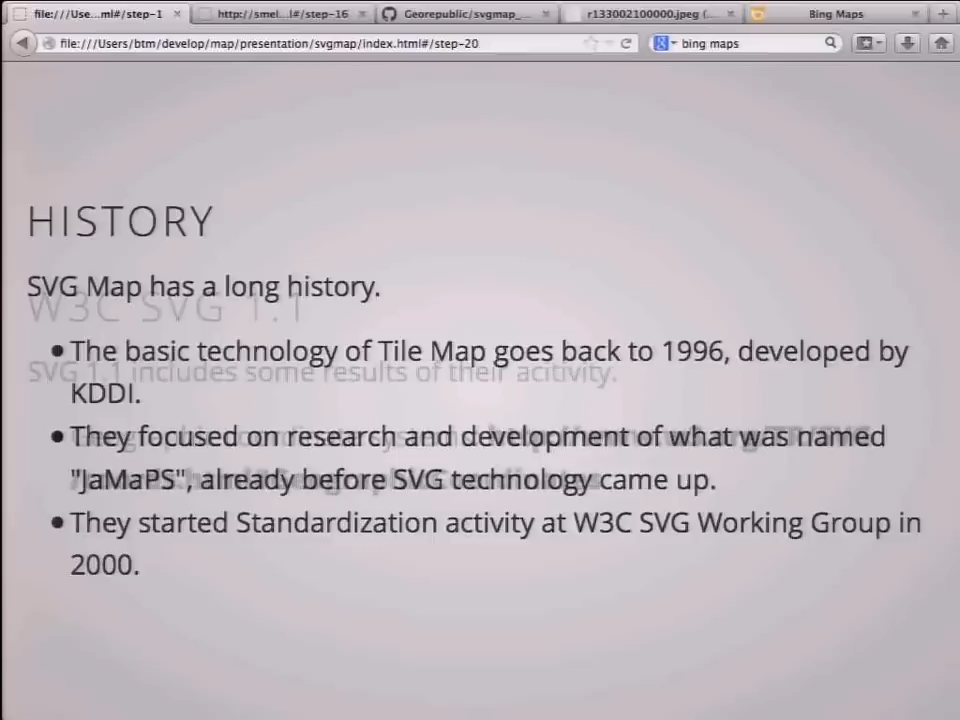 file:///Use...ml#/step-1
http://smel...l#/step-16
Georepublic/svgmap_...
r133002100000.jpeg (...
Bing Maps
file:///Users/btm/develop/map/presentation/svgmap/index.html#/step-20
bing maps
HISTORY
SVG Map has a long history.
W3C SVG 1.1
The basic technology of Tile Map goes back to 1996, developed by
SVG 1.1 includes some results of their acitivity.
KDDI.
They focused on research and development of what was named
"JaMaPS", already before SVG technology came up.
They started Standardization activity at W3C SVG Working Group in
2000.